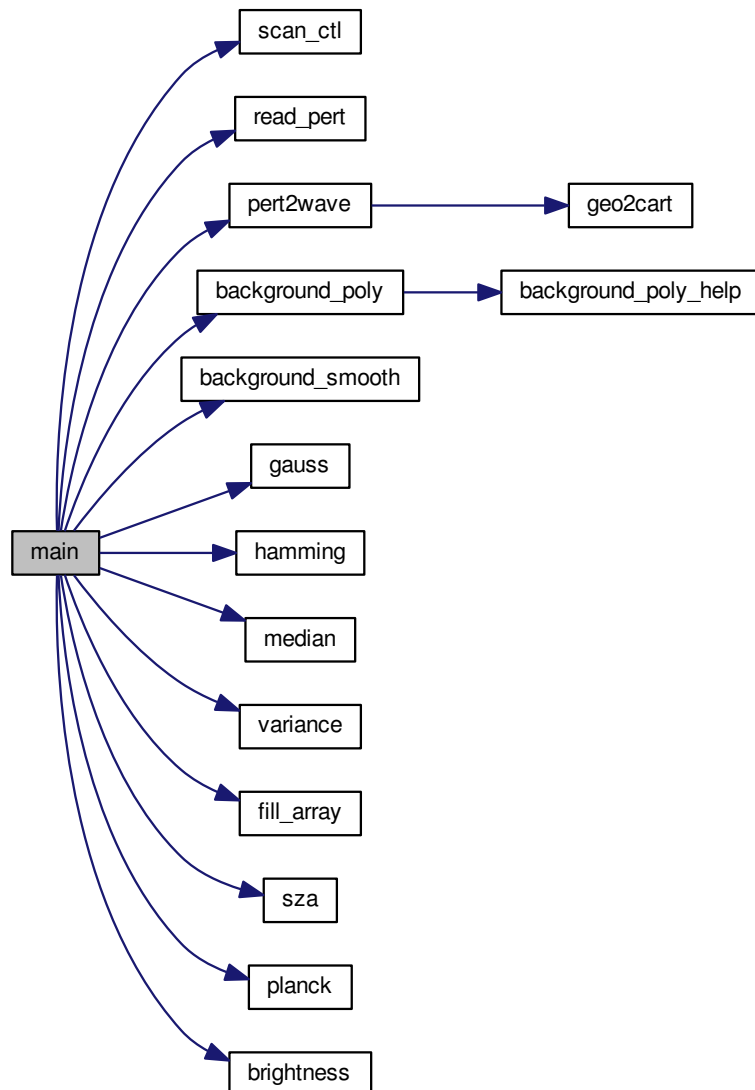 scan_ctl
read_pert
pert2wave
geo2cart
background_poly
background_poly_help
background_smooth
gauss
main
hamming
median
variance
fill_array
sza
planck
brightness